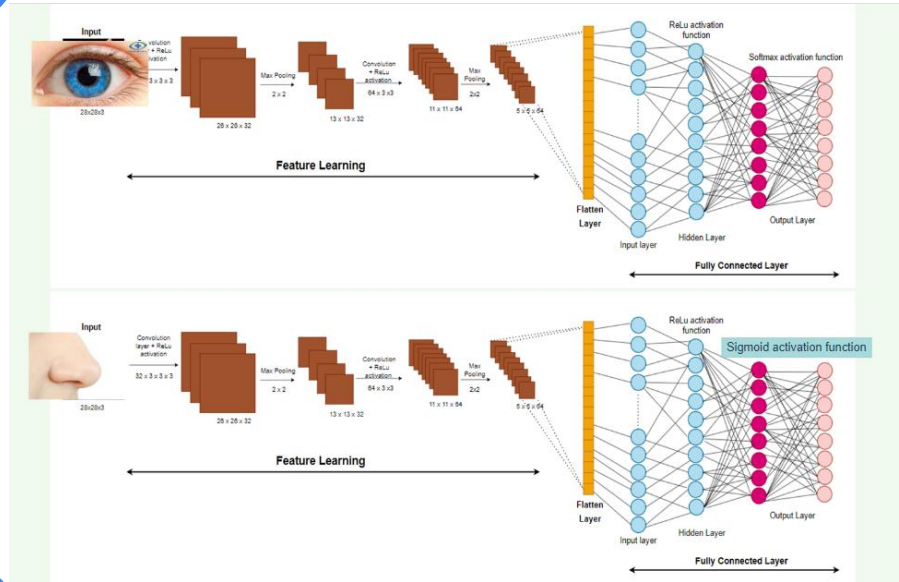 Input
volution
+ ReLu
ivation
3 x 3 x 3
28x28x3
26 x 26 x 32
Max Pooling
2 x 2
13 x 13 x 32
Convolution
+ ReLu
activation
64 x 3 x3
11 x 11 x 64
Max
Pooling
2x2
5 x 5 x 64
Feature Learning
Flatten
Layer
Input layer
ReLu activation
function
Hidden Layer
Softmax activation function
Output Layer
Fully Connected Layer
Input
28x28x3
Convolution
layer + ReLu
activation
32 x 3 x 3 x 3
26 x 26 x 32
Max Pooling
2 x 2
13 x 13 x 32
Convolution
+ ReLu
activation
64 x 3 x3
11 x 11 x 64
Max
Pooling
2x2
5 x 5 x 64
Feature Learning
Flatten
Layer
Input layer
ReLu activation
function
Hidden Layer
Sigmoid activation function
Output Layer
Fully Connected Layer